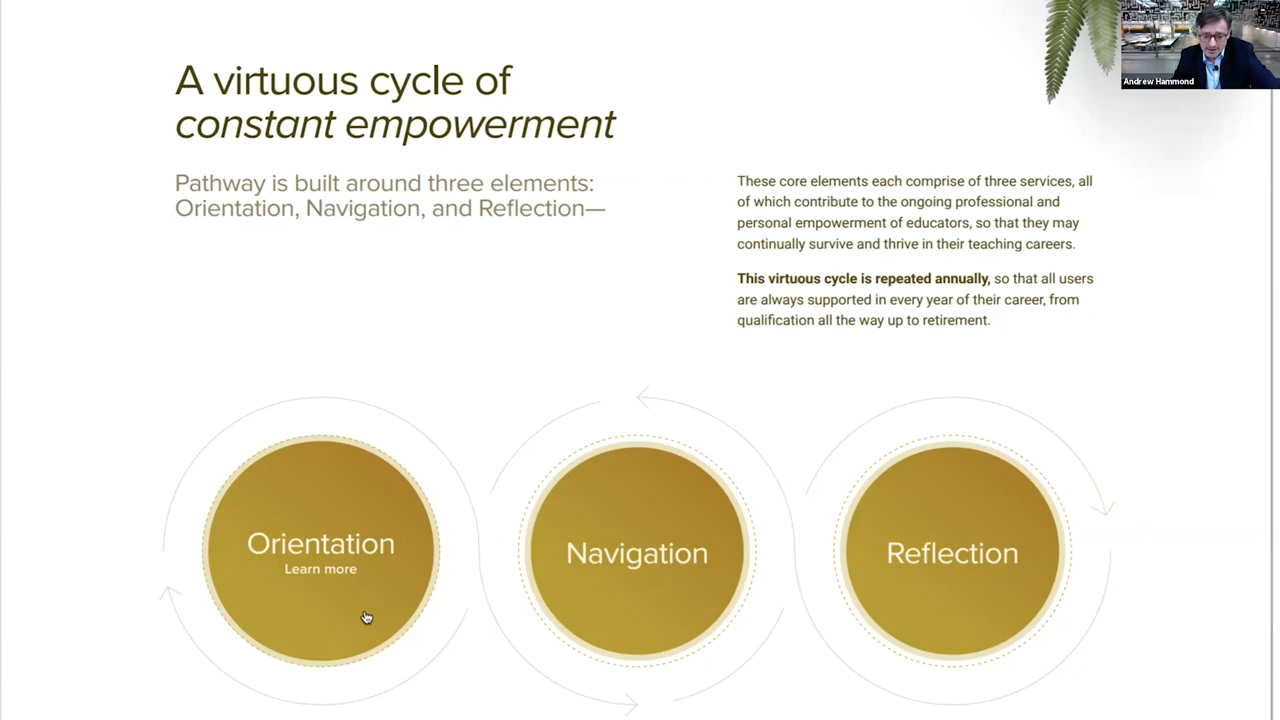 A virtuous cycle of
constant empowerment
Pathway is built around three elements:
Orientation, Navigation, and Reflection—
These core elements each comprise of three services, all
of which contribute to the ongoing professional and
personal empowerment of educators, so that they may
continually survive and thrive in their teaching careers.
This virtuous cycle is repeated annually, so that all users
are always supported in every year of their career, from
qualification all the way up to retirement.
Orientation
Learn more
Navigation
Reflection
Andrew Hammond